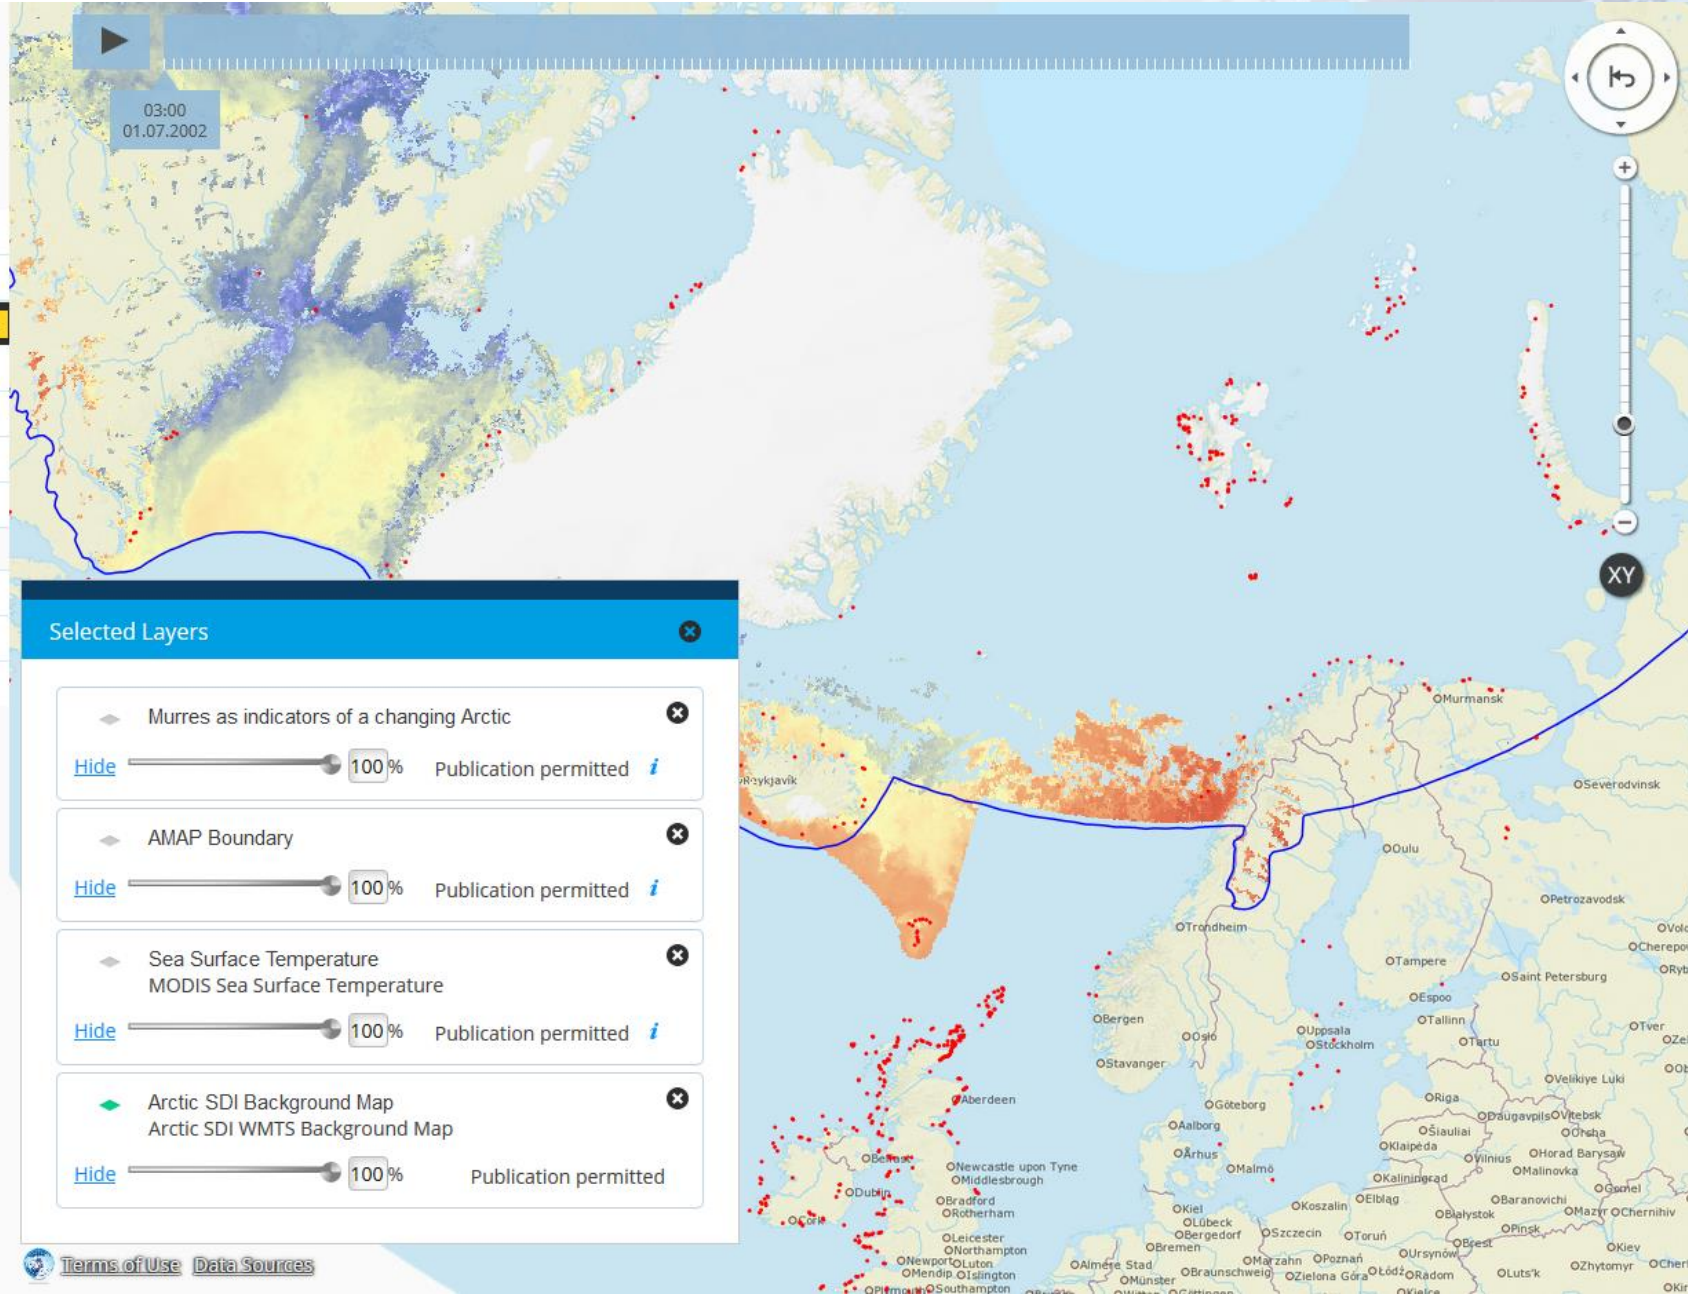 03:00
01.07.2002
XY
Selected Layers
Murres as indicators of a changing Arctic
Hide 100 % Publication permitted i
AMAP Boundary
Hide 100 % Publication permitted i
Sea Surface Temperature
MODIS Sea Surface Temperature
Hide 100 % Publication permitted i
Arctic SDI Background Map
Arctic SDI WMTS Background Map
Hide 100 % Publication permitted
Terms of Use Data Sources
Murmansk
Reykjavík
Severodvinsk
Oulu
Petrozavodsk
Trondheim
Tampere
Saint Petersburg
Espoo
Bergen
Tallinn
Tver
Oslo
Uppsala
Stockholm
Tartu
Stavanger
Velikiye Luki
Aberdeen
Göteborg
Riga
Daugavpils
Vitebsk
Aalborg
Šiauliai
Orsha
Klaipėda
Århus
Vilnius
Horad Barysaw
Belfast
Newcastle upon Tyne
Malmö
Malinovka
Middlesbrough
Kaliningrad
Dublin
Gomel
Bradford
Elbląg
Baranovichi
Rotherham
Koszalin
Kiel
Białystok
Mazyr
Chernihiv
Cork
Lübeck
Pinsk
Bergedorf
Szczecin
Toruń
Leicester
Brest
Bremen
Kiev
Northampton
Ursynów
Newport
Luton
Almere Stad
Marzahn
Poznań
Zhytomyr
Mendip
Islington
Braunschweig
Zielona Góra
Łódź
Radom
Luts'k
Münster
Plymouth
Southampton